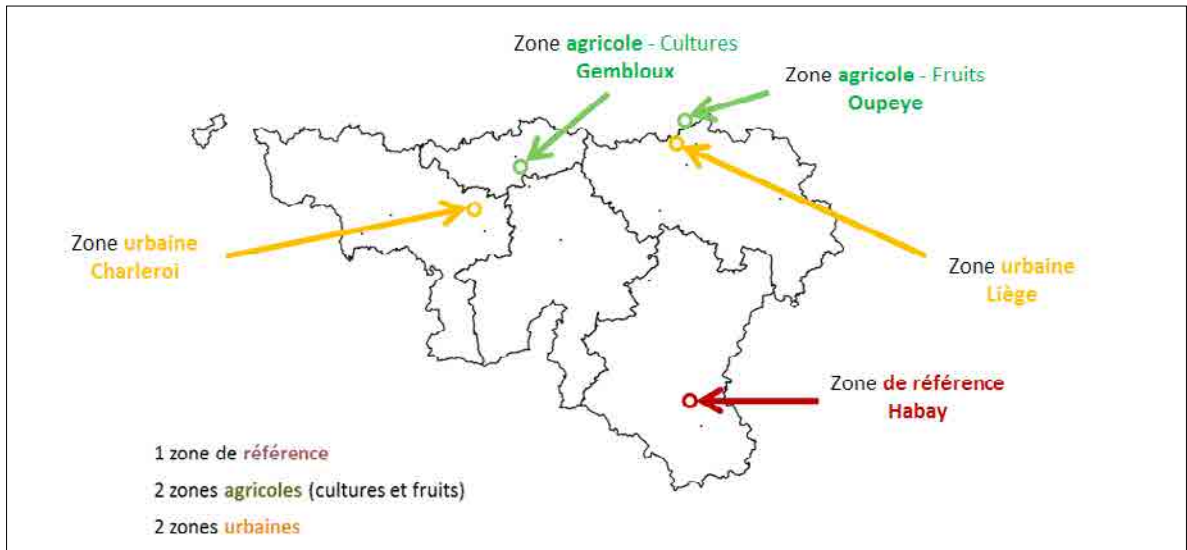 Zone agricole - Cultures
Gembloux
Zone agricole - Fruits
Oupeye
Zone urbaine
Charleroi
Zone urbaine
Liège
Zone de référence
Habay
1 zone de référence
2 zones agricoles (cultures et fruits)
2 zones urbaines